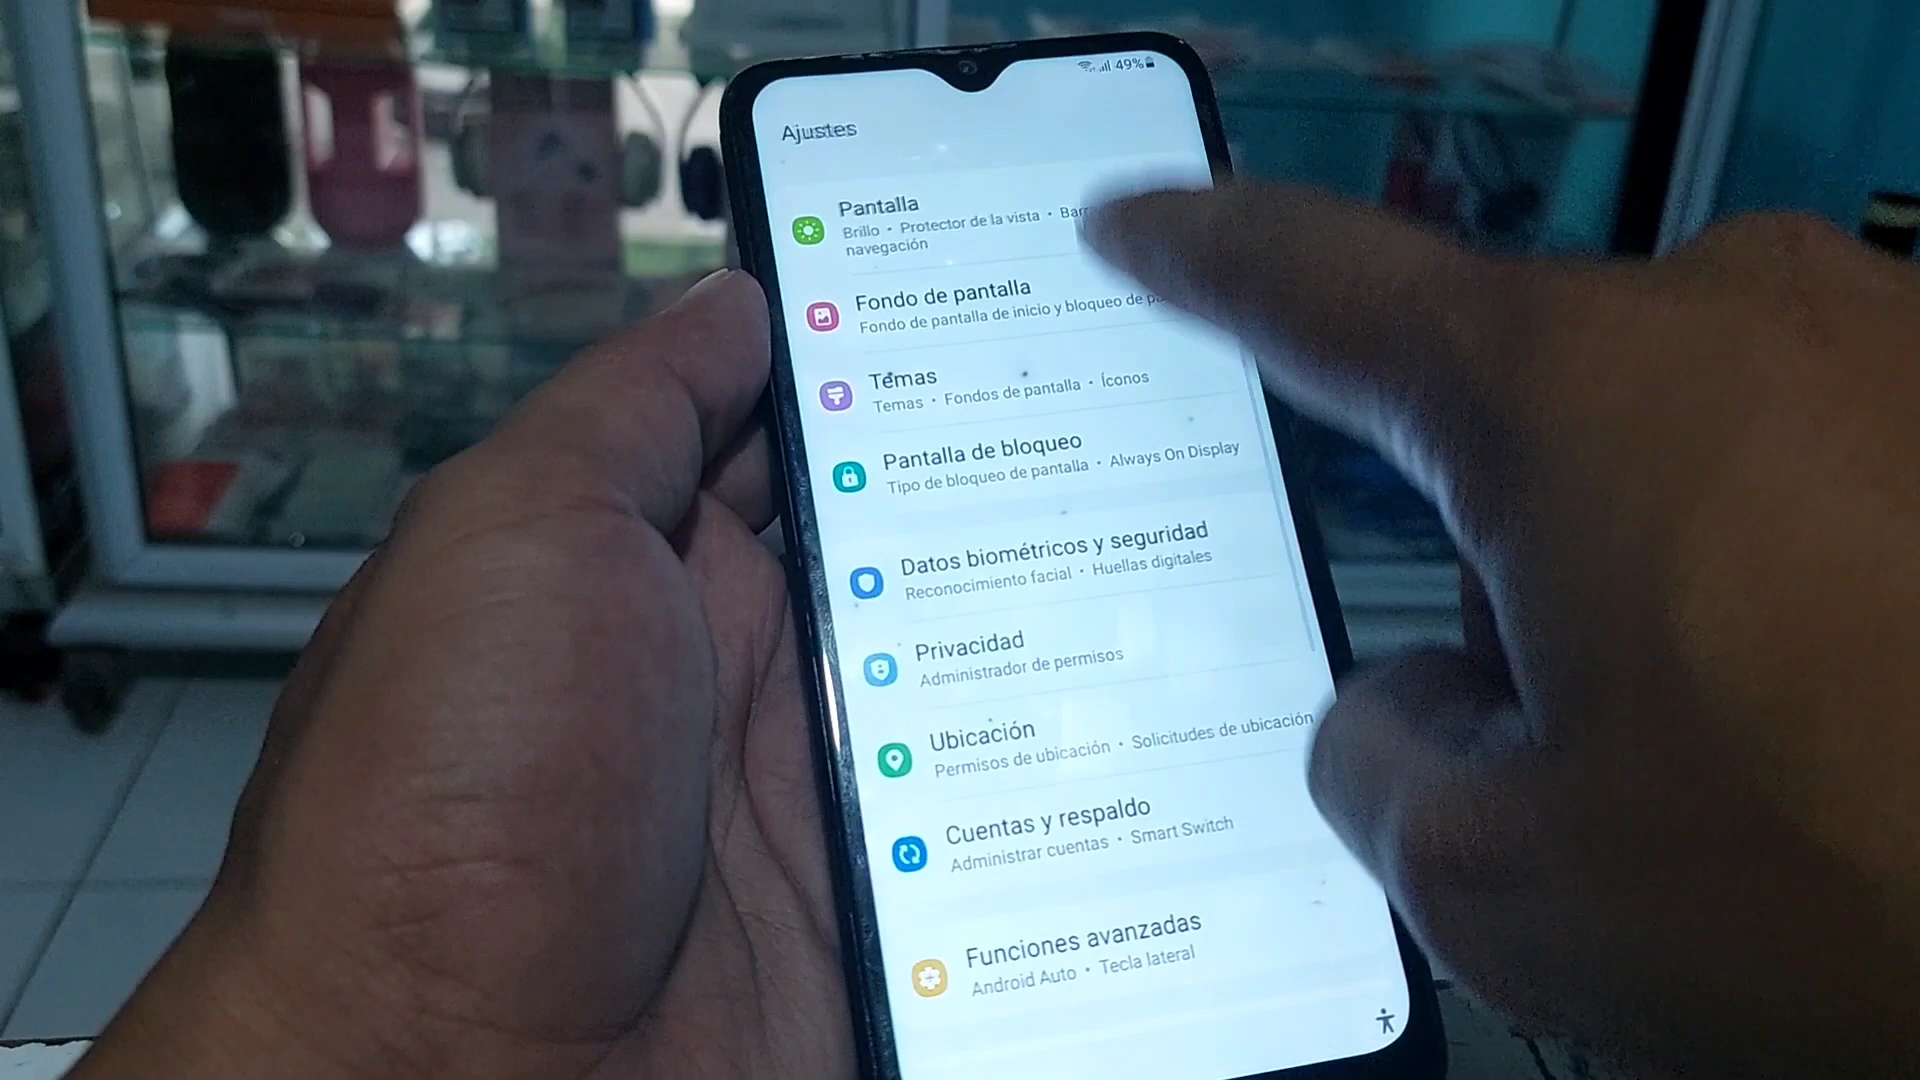 49%
Ajustes
Pantalla
Brillo • Protector de la vista •
navegación
Fondo de pantalla
Fondo de pantalla de inicio y bloqueo de
Temas
Temas • Fondos de pantalla • Íconos
Pantalla de bloqueo
Tipo de bloqueo de pantalla • Always On Display
Datos biométricos y seguridad
Reconocimiento facial • Huellas digitales
Privacidad
Administrador de permisos
Ubicación
Permisos de ubicación • Solicitudes de ubicación
Cuentas y respaldo
Administrar cuentas • Smart Switch
Funciones avanzadas
Android Auto • Tecla lateral